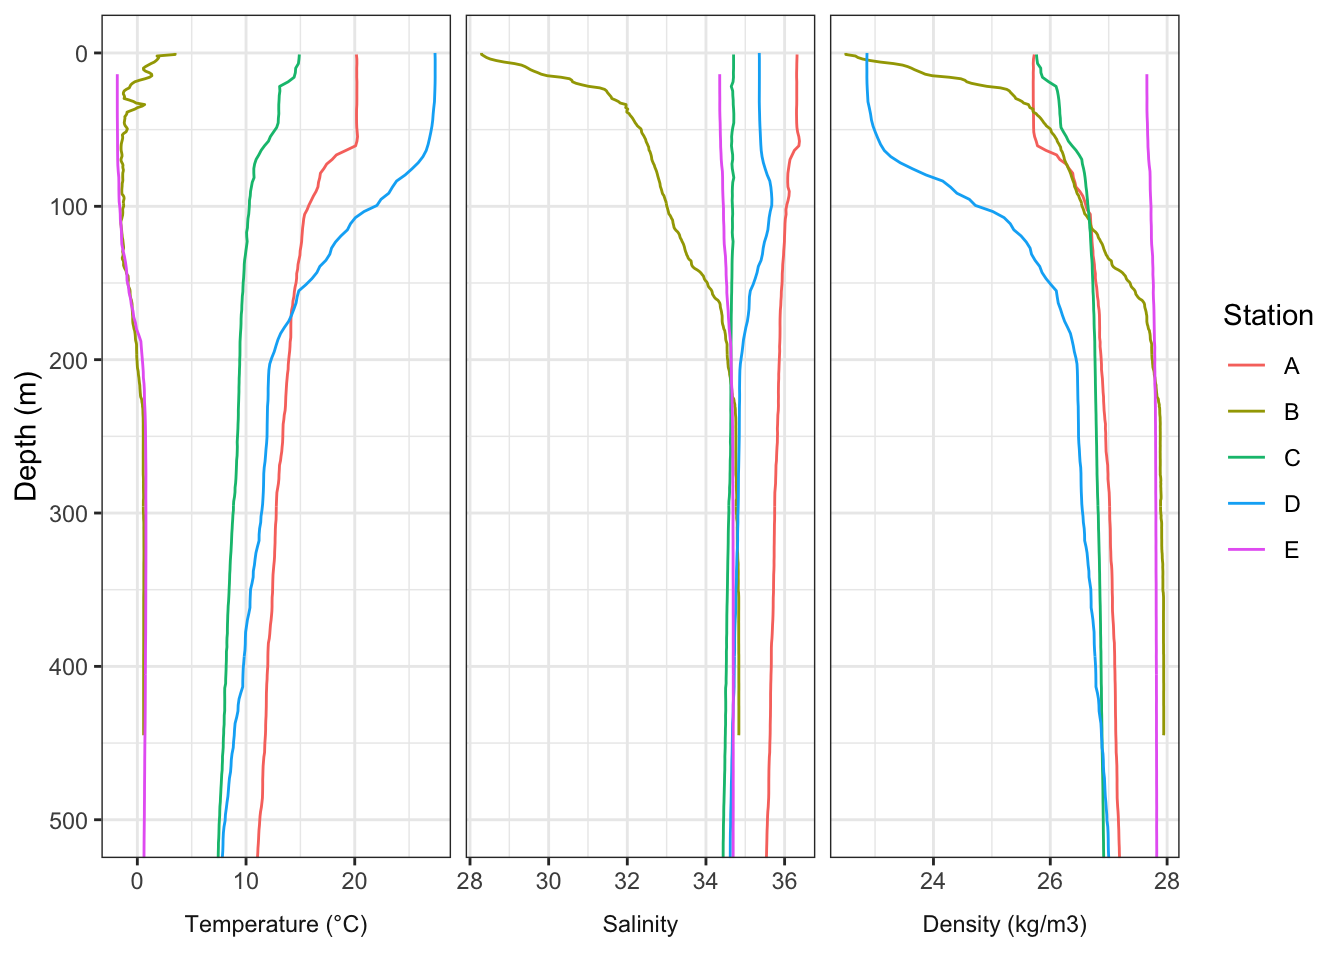 0
100
200
300
400
500
Depth (m)
0 10 20
28 30 32 34 36
24 26 28
Temperature (°C)
Salinity
Density (kg/m3)
Station
A
B
C
D
E